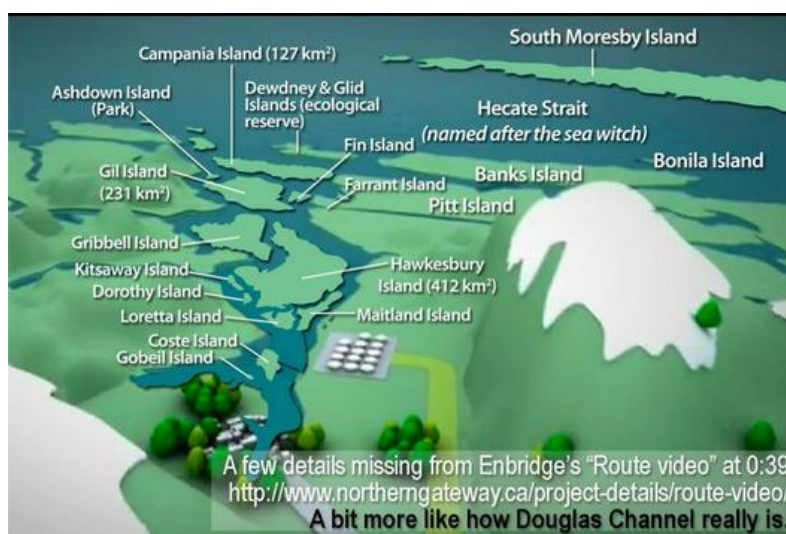 South Moresby Island
Campania Island (127 km²)
Ashdown Island
(Park)
Dewdney & Glid
Islands (ecological
reserve)
Hecate Strait
(named after the sea witch)
Fin Island
Bonila Island
Gil Island
(231 km²)
Farrant Island
Banks Island
Pitt Island
Gribbell Island
Kitsaway Island
Hawkesbury
Island (412 km²)
Dorothy Island
Loretta Island
Maitland Island
Coste Island
Gobeil Island
A few details missing from Enbridge's "Route video" at 0:39
http://www.northerngateway.ca/project-details/route-video/
A bit more like how Douglas Channel really is.